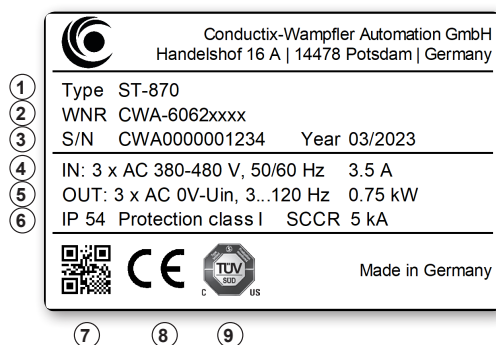 Conductix-Wampfler Automation GmbH
Handelshof 16 A | 14478 Potsdam | Germany
1 Type ST-870
2 WNR CWA-6062xxxx
3 S/N CWA0000001234 Year 03/2023
4 IN: 3 x AC 380-480 V, 50/60 Hz 3.5 A
5 OUT: 3 x AC 0V-Uin, 3...120 Hz 0.75 kW
6 IP 54 Protection class I SCCR 5 kA
CE TÜV SÜD C US Made in Germany
7 8 9